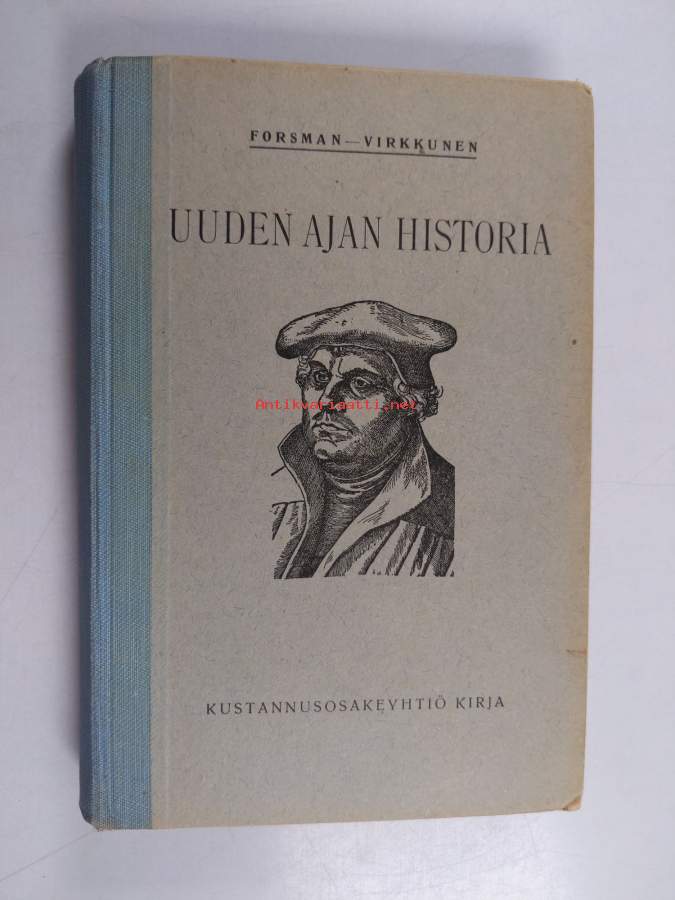 FORSMAN—VIRKKUNEN
UUDEN AJAN HISTORIA
Antikvariaatti.net
KUSTANNUSOSAKEYHTIÖ KIRJA